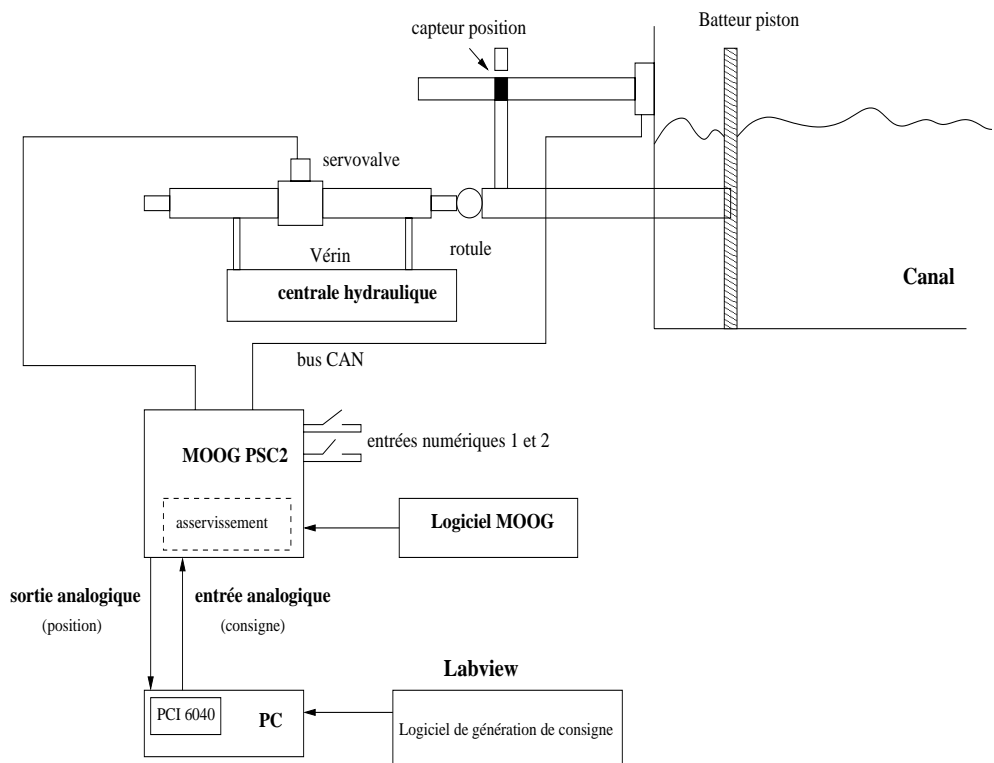 Batteur piston
capteur position
servovalve
Vérin
rotule
centrale hydraulique
Canal
bus CAN
MOOG PSC2
entrées numériques 1 et 2
asservissement
Logiciel MOOG
sortie analogique
(position)
entrée analogique
(consigne)
Labview
PCI 6040
PC
Logiciel de génération de consigne